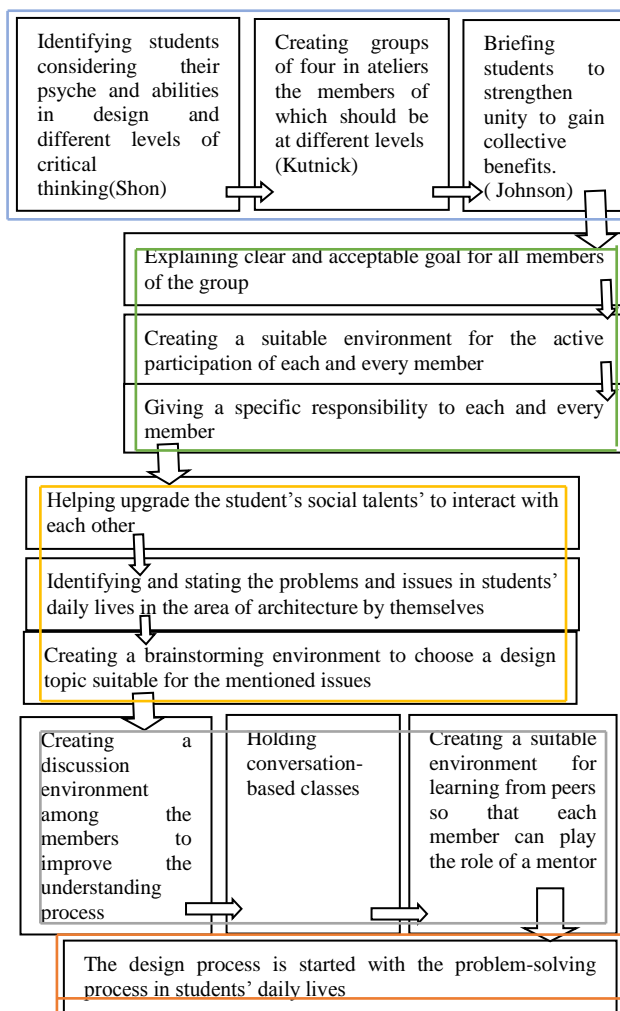 Identifying students
considering their
psyche and abilities
in design and
different levels of
critical
thinking(Shon)
Creating groups
of four in ateliers
the members of
which should be
at different levels
(Kutnick)
Briefing
students to
strengthen
unity to gain
collective
benefits.
( Johnson)
Explaining clear and acceptable goal for all members
of the group
Creating a suitable environment for the active
participation of each and every member
Giving a specific responsibility to each and every
member
Helping upgrade the student’s social talents’ to interact with
each other
Identifying and stating the problems and issues in students’
daily lives in the area of architecture by themselves
Creating a brainstorming environment to choose a design
topic suitable for the mentioned issues
Creating a
discussion
environment
among the
members to
improve the
understanding
process
Holding
conversation-
based classes
Creating a suitable
environment for
learning from peers
so that each
member can play
the role of a mentor
The design process is started with the problem-solving
process in students’ daily lives